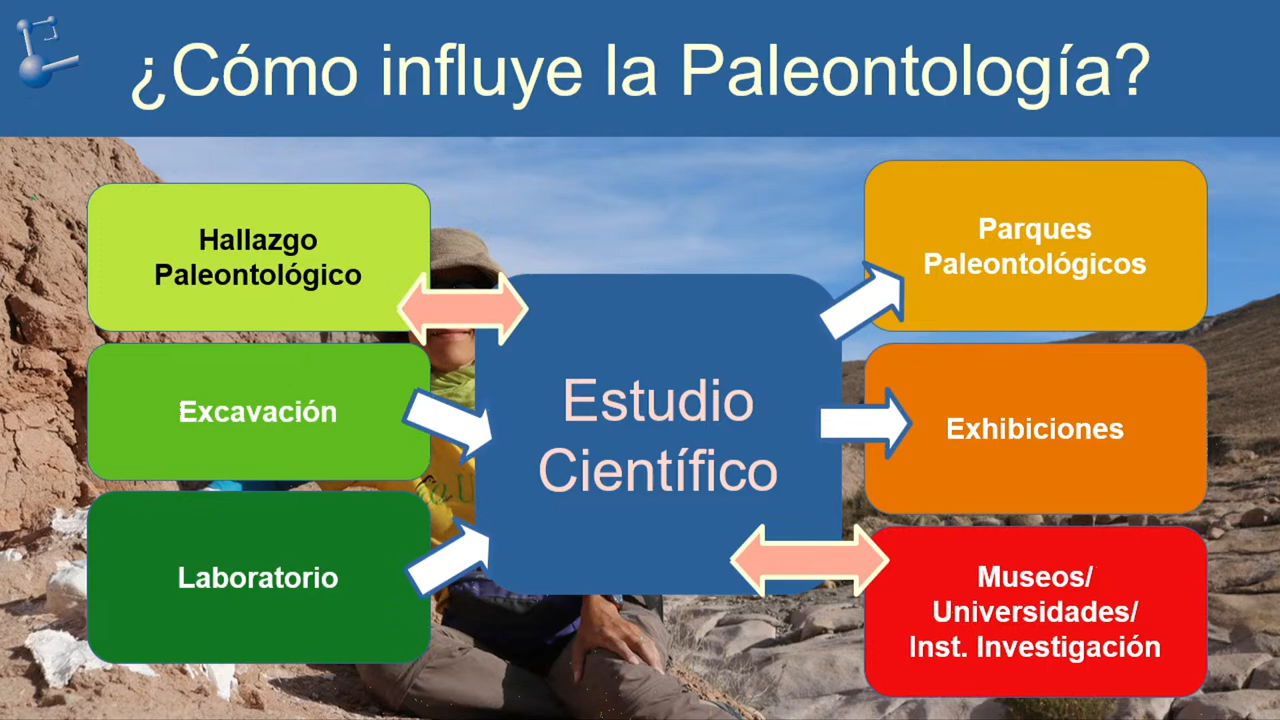 ¿Cómo influye la Paleontología?
Hallazgo
Paleontológico
Excavación
Laboratorio
Estudio
Científico
Parques
Paleontológicos
Exhibiciones
Museos/
Universidades/
Inst. Investigación